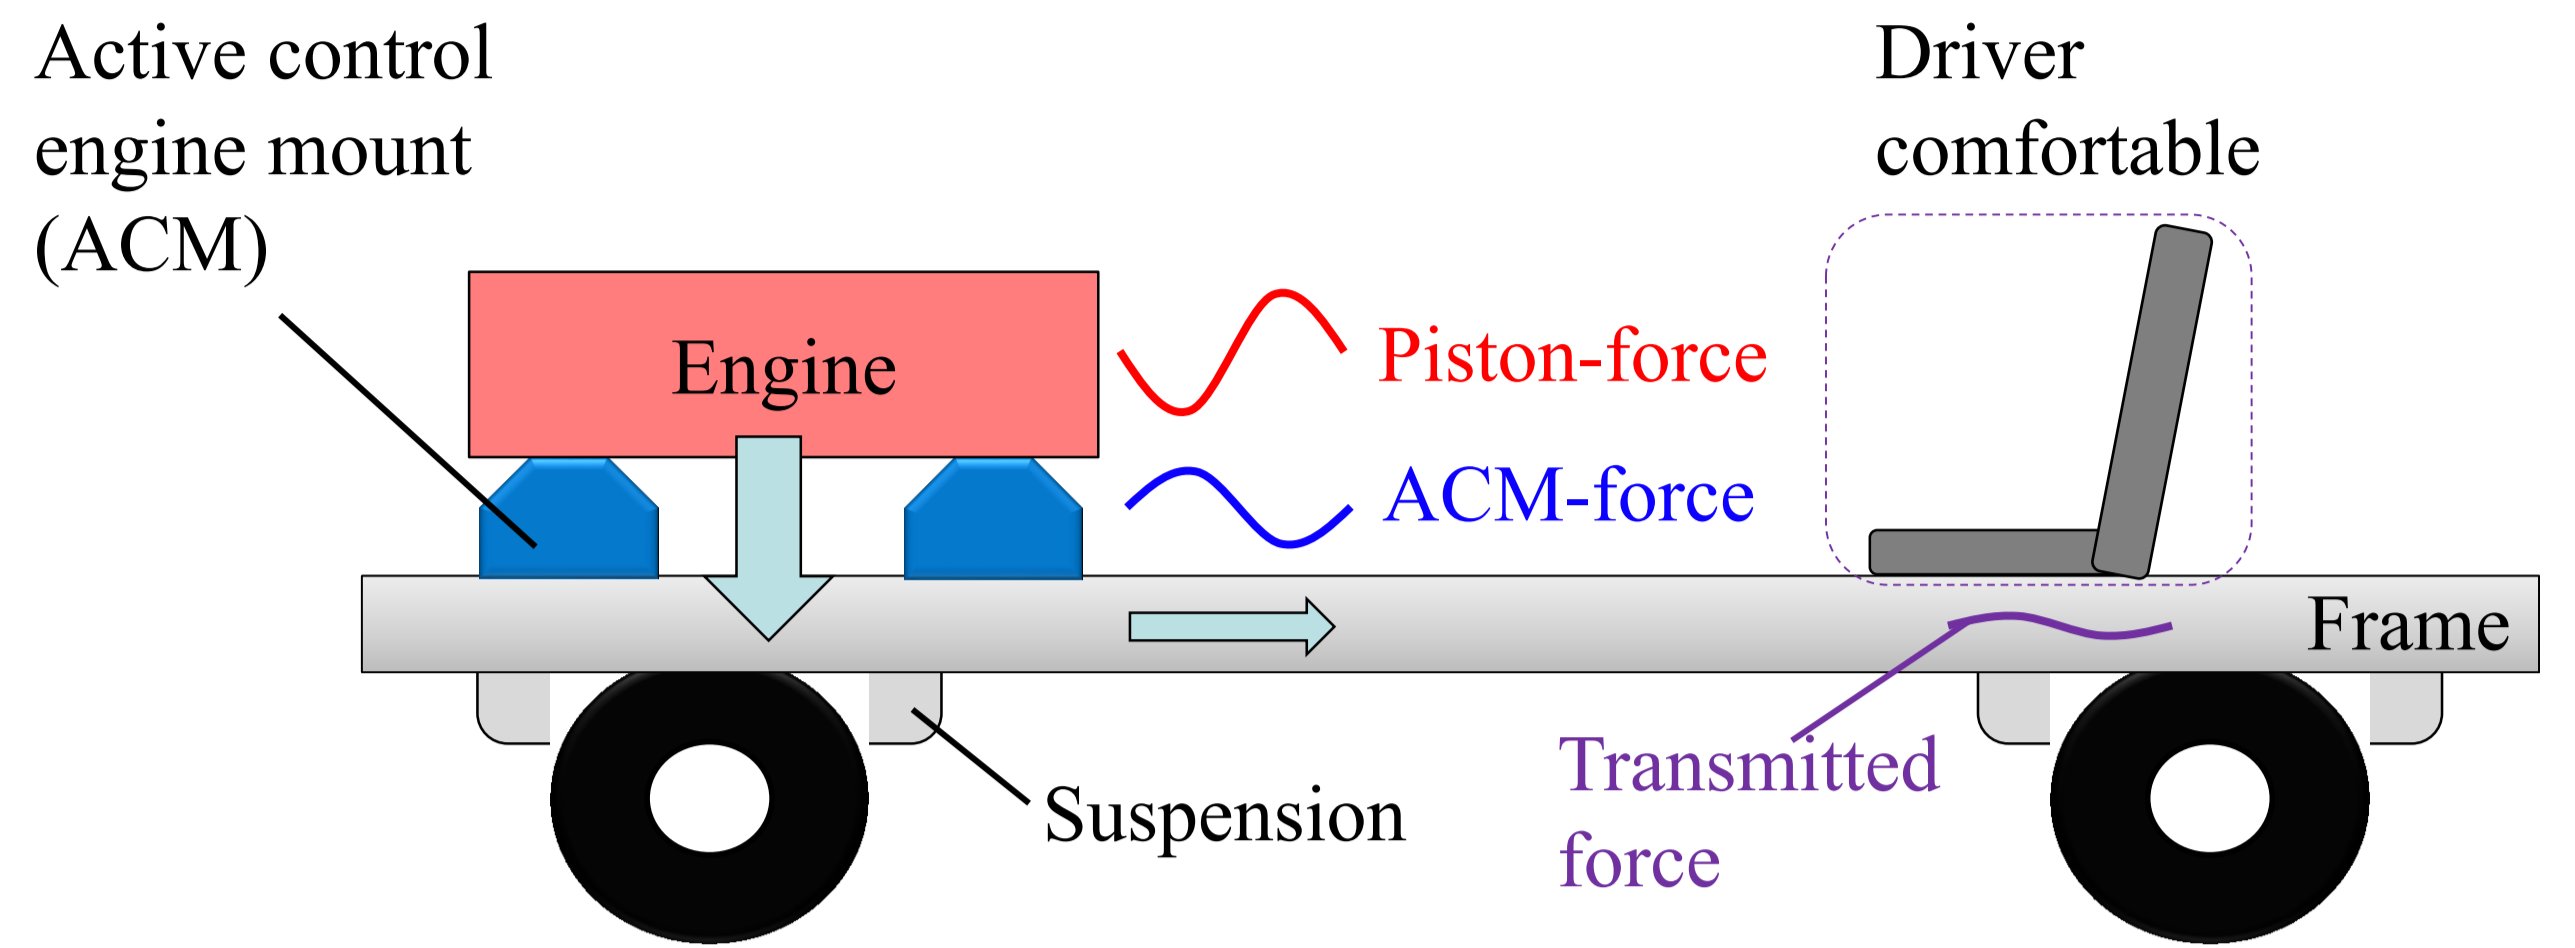 Active control
engine mount
(ACM)
Driver
comfortable
Engine
Piston-force
ACM-force
Frame
Transmitted
force
Suspension